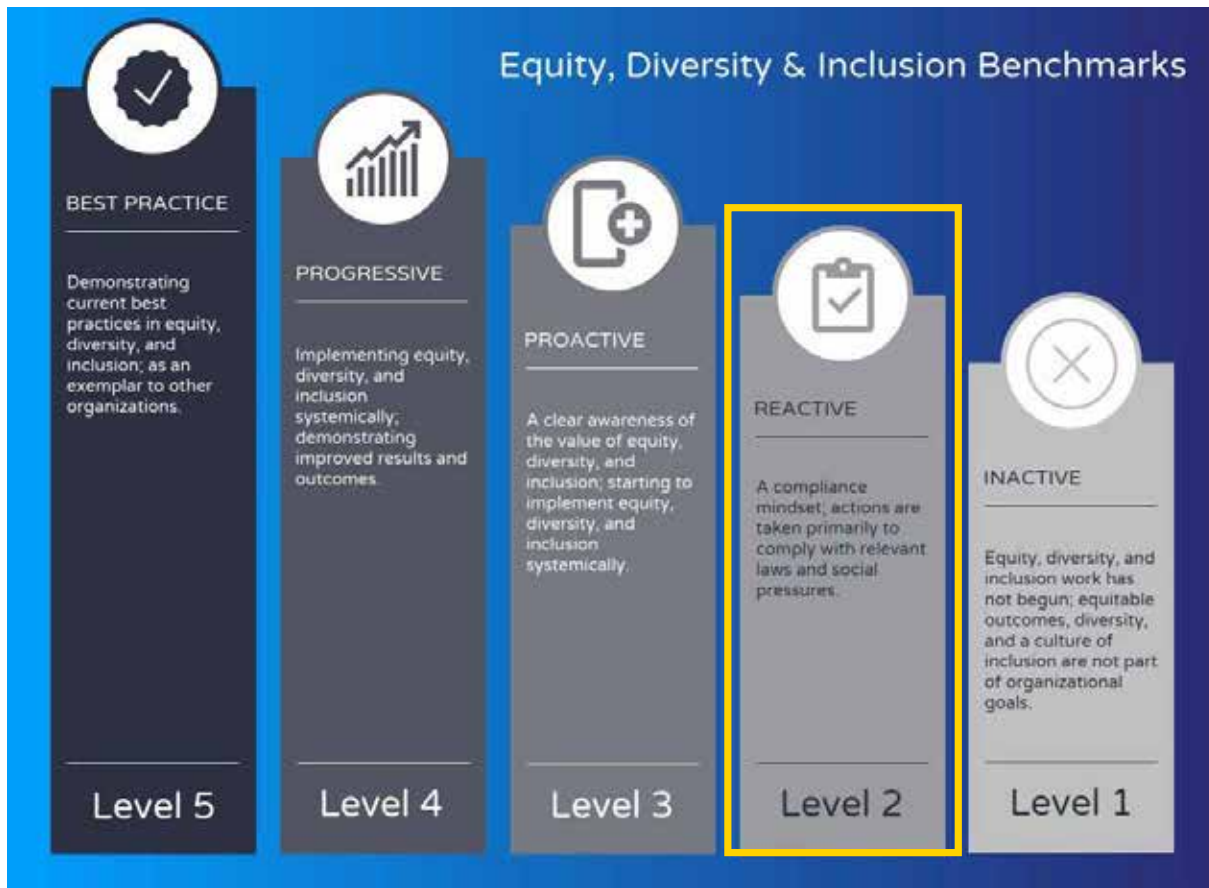 Equity, Diversity & Inclusion Benchmarks
BEST PRACTICE
Demonstrating
current best
practices in equity,
diversity, and
inclusion; as an
exemplar to other
organizations.
Level 5
PROGRESSIVE
Implementing equity,
diversity, and
inclusion
systemically;
demonstrating
improved results and
outcomes.
Level 4
PROACTIVE
A clear awareness of
the value of equity,
diversity, and
inclusion; starting to
implement equity,
diversity, and
inclusion
systemically.
Level 3
REACTIVE
A compliance
mindset; actions are
taken primarily to
comply with relevant
laws and social
pressures.
Level 2
INACTIVE
Equity, diversity, and
inclusion work has
not begun; equitable
outcomes, diversity,
and a culture of
inclusion are not part
of organizational
goals.
Level 1